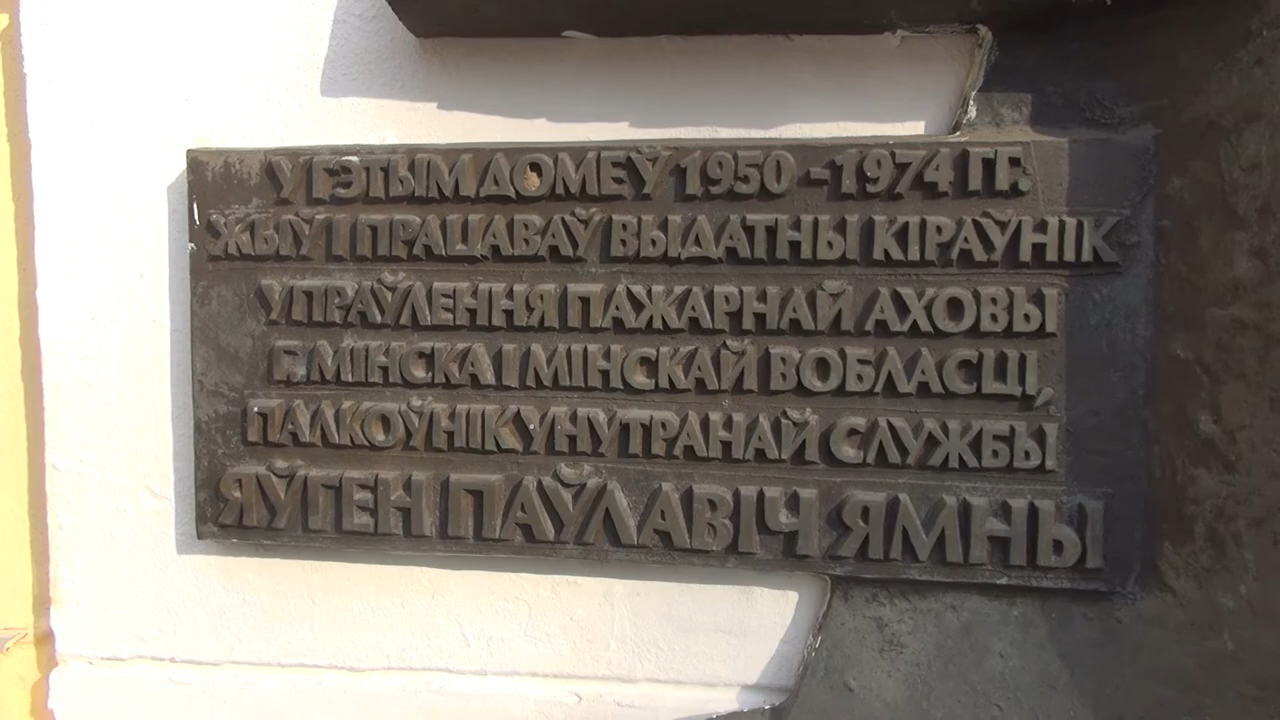 У ГЭТЫМ ДОМЕ Ў 1950 - 1974 ГГ.
ЖЫЎ І ПРАЦАВАЎ ВЫДАТНЫ КІРАЎНІК
УПРАЎЛЕННЯ ПАЖАРНАЙ АХОВЫ
Г. МІНСКА І МІНСКАЙ ВОБЛАСЦІ,
ПАЛКОЎНІК УНУТРАНАЙ СЛУЖБЫ
ЯЎГЕН ПАЎЛАВІЧ ЯМНЫ